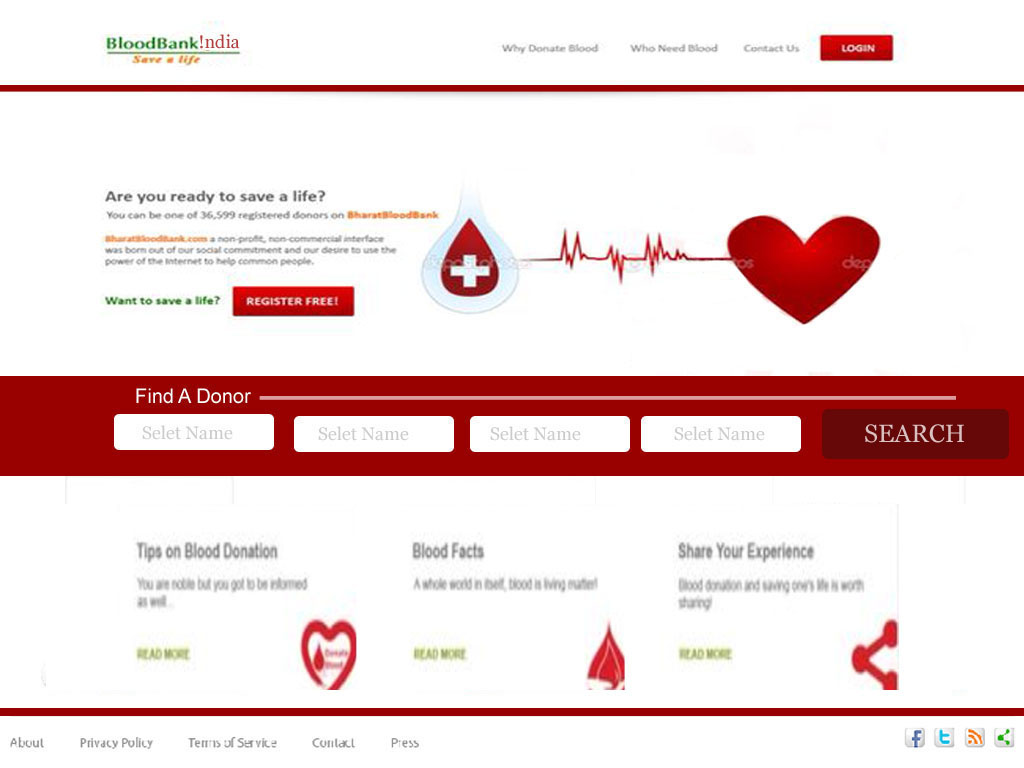 BloodBank!ndia
Save a life
Why Donate Blood
Who Need Blood
Contact Us
LOGIN
Are you ready to save a life?
You can be one of 36,599 registered donors on BharatBloodBank
BharatBloodBank.com a non-profit, non-commercial interface
was born out of our social commitment and our desire to use the
power of the Internet to help common people.
Want to save a life?
REGISTER FREE!
Find A Donor
Selet Name
Selet Name
Selet Name
Selet Name
SEARCH
Tips on Blood Donation
You are noble but you got to be informed
as well...
READ MORE
Donate
Blood
Blood Facts
A whole world in itself, blood is living matter!
READ MORE
Share Your Experience
Blood donation and saving one's life is worth
sharing!
READ MORE
About
Privacy Policy
Terms of Service
Contact
Press